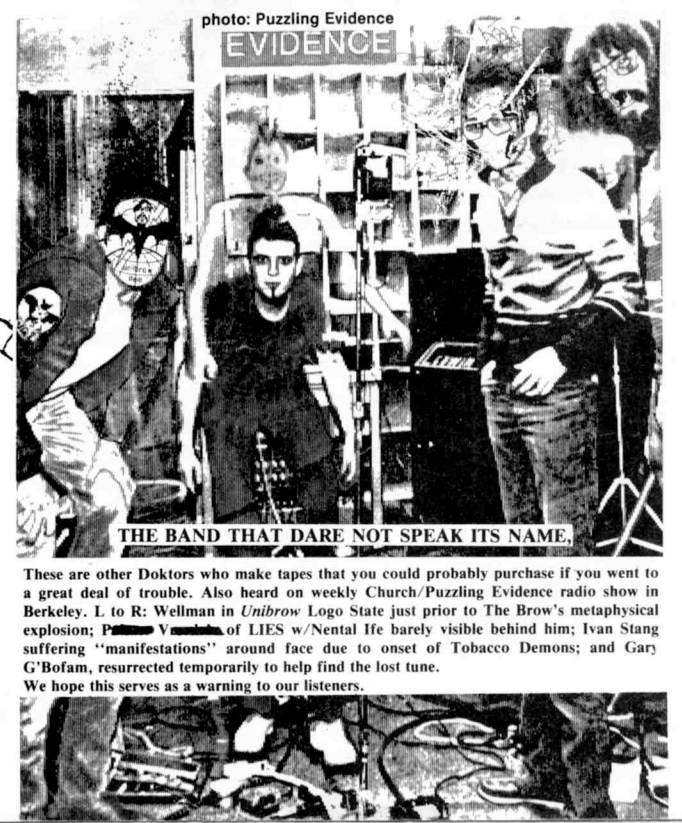 photo: Puzzling Evidence
EVIDENCE
THE BAND THAT DARE NOT SPEAK ITS NAME,
These are other Doktors who make tapes that you could probably purchase if you went to
a great deal of trouble. Also heard on weekly Church/Puzzling Evidence radio show in
Berkeley. L to R: Wellman in Unibrow Logo State just prior to The Brow's metaphysical
explosion; of LIES w/Nental Ife barely visible behind him; Ivan Stang
suffering "manifestations" around face due to onset of Tobacco Demons; and Gary
G'Bofam, resurrected temporarily to help find the lost tune.
We hope this serves as a warning to our listeners.